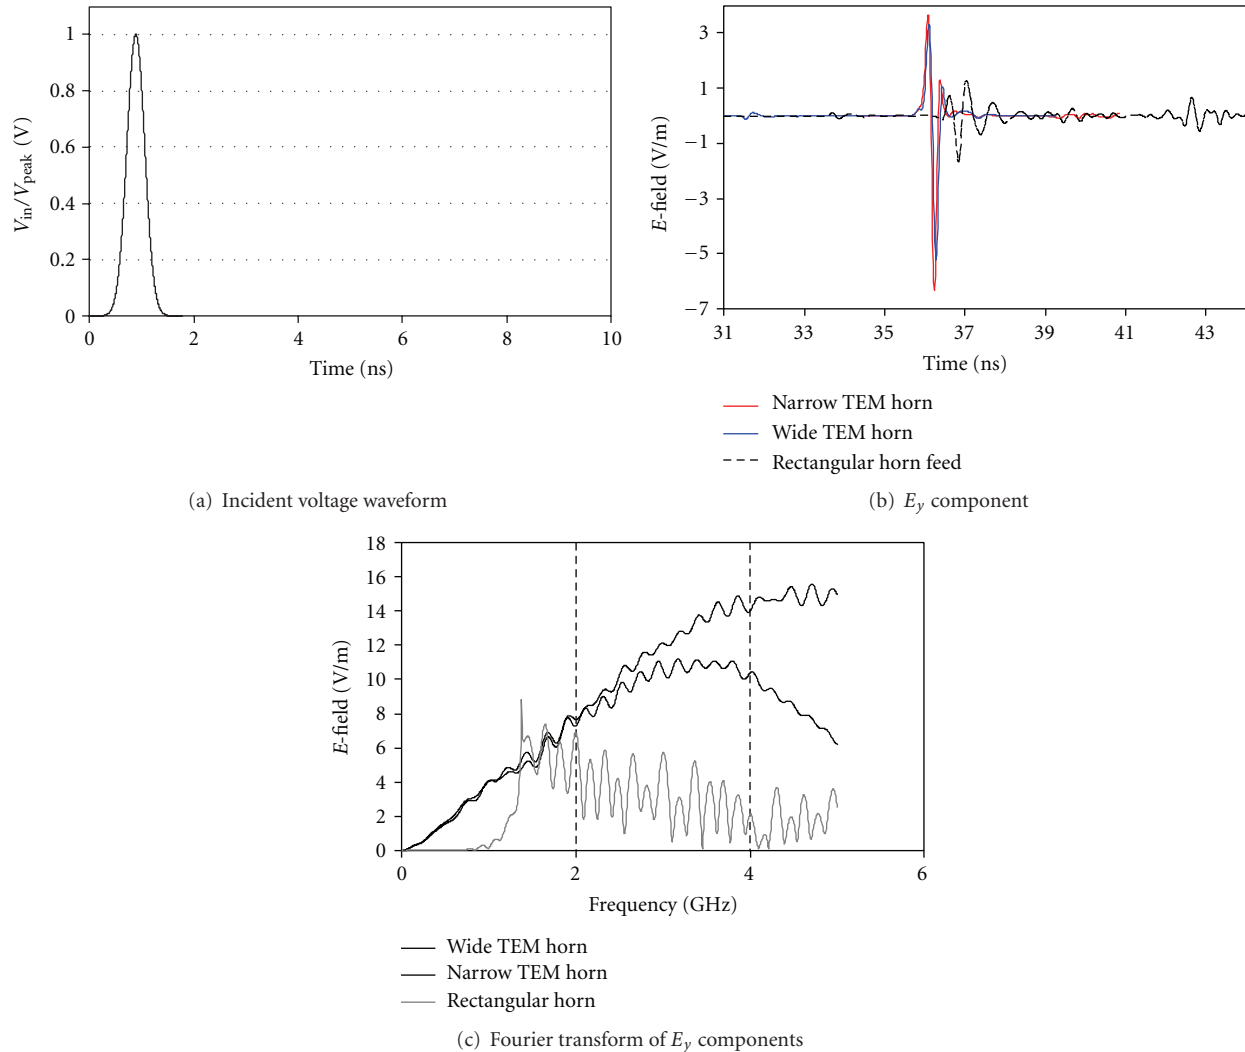 1
0.8
0.6
0.4
0.2
0
V_in/V_peak (V)
0 2 4 6 8 10
Time (ns)
(a) Incident voltage waveform
3
1
−1
−3
−5
−7
E-field (V/m)
31 33 35 37 39 41 43
Time (ns)
Narrow TEM horn
Wide TEM horn
Rectangular horn feed
(b) E_y component
18
16
14
12
10
8
6
4
2
0
E-field (V/m)
0 2 4 6
Frequency (GHz)
Wide TEM horn
Narrow TEM horn
Rectangular horn
(c) Fourier transform of E_y components